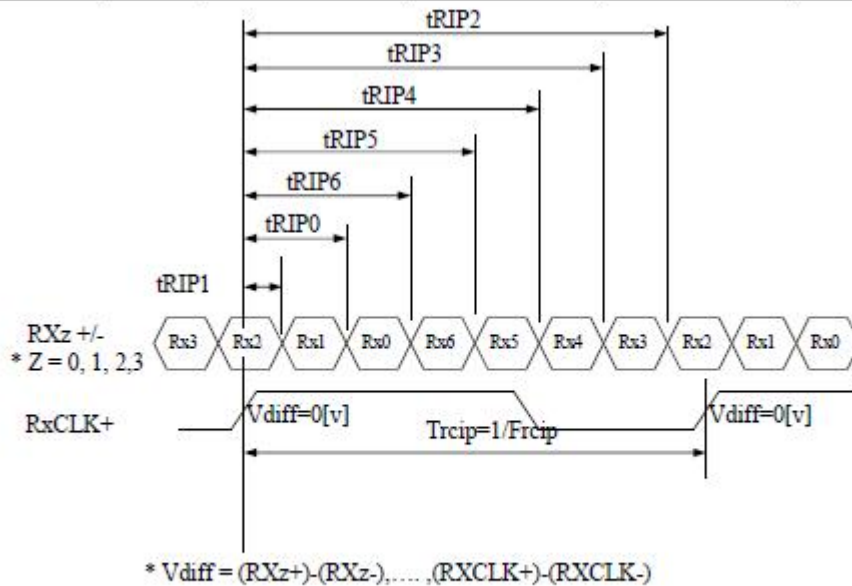 tRIP2
tRIP3
tRIP4
tRIP5
tRIP6
tRIP0
tRIP1
RXz +/-
* Z = 0, 1, 2,3
Rx3 Rx2 Rx1 Rx0 Rx6 Rx5 Rx4 Rx3 Rx2 Rx1 Rx0
RxCLK+
Vdiff=0[v]
Trcip=1/Frcip
Vdiff=0[v]
* Vdiff = (RXz+)-(RXz-),.... ,(RXCLK+)-(RXCLK-)